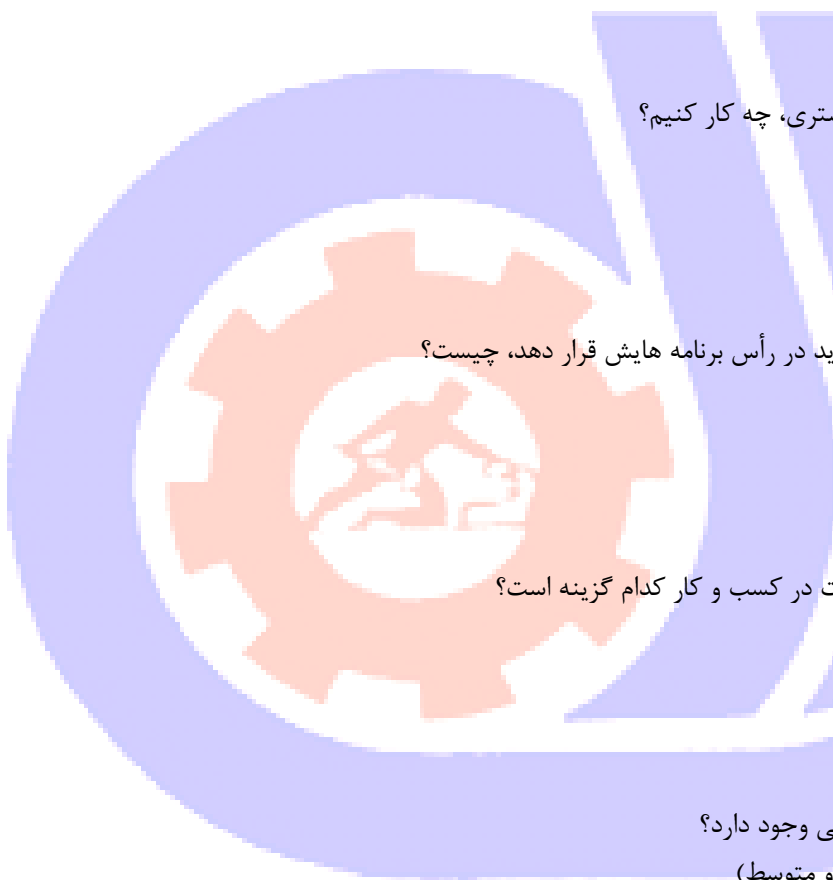 شتری، چه کار کنیم؟
ید در رأس برنامه هایش قرار دهد، چیست؟
ت در کسب و کار کدام گزینه است؟
ی وجود دارد؟
و متوسط)